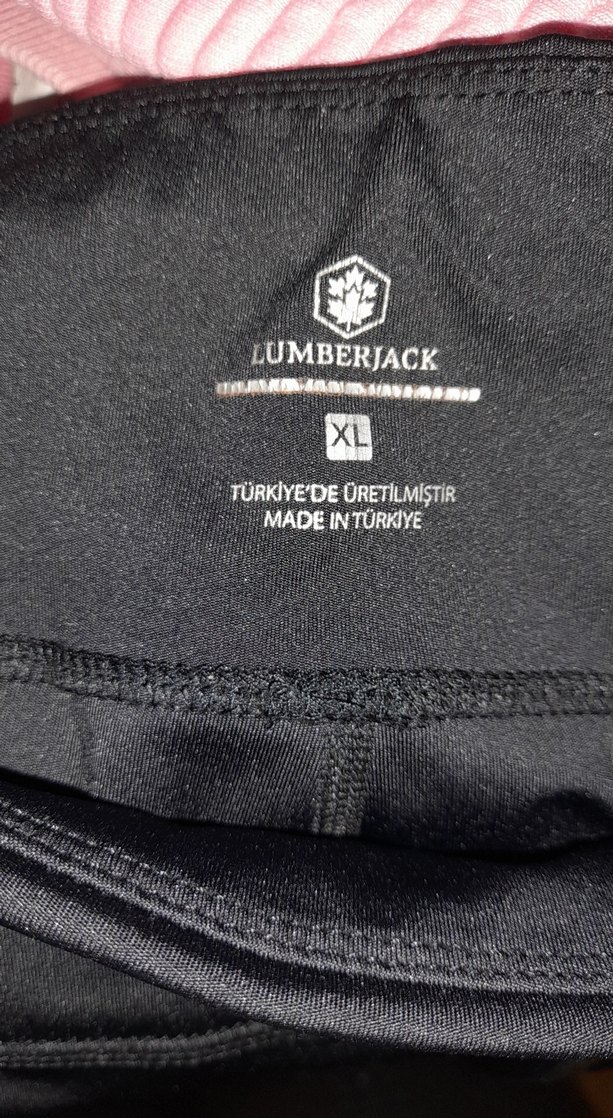 LUMBERJACK
XL
TÜRKİYE'DE ÜRETİLMİŞTİR
MADE IN TÜRKİYE